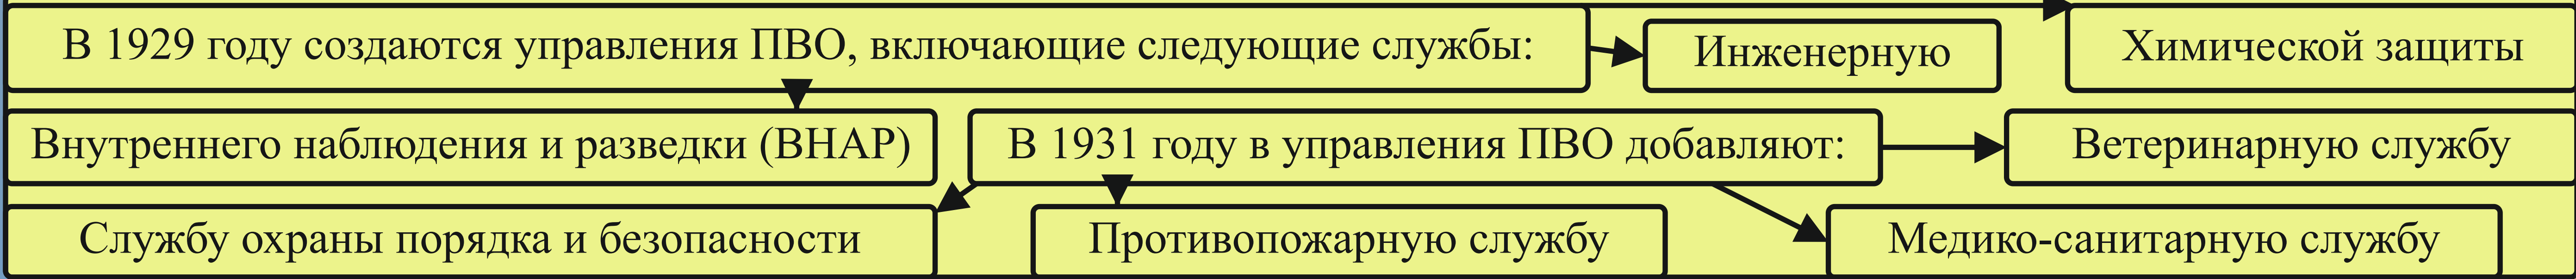 В 1929 году создаются управления ПВО, включающие следующие службы:
Инженерную
Химической защиты
Внутреннего наблюдения и разведки (ВНАР)
В 1931 году в управления ПВО добавляют:
Ветеринарную службу
Службу охраны порядка и безопасности
Противопожарную службу
Медико-санитарную службу